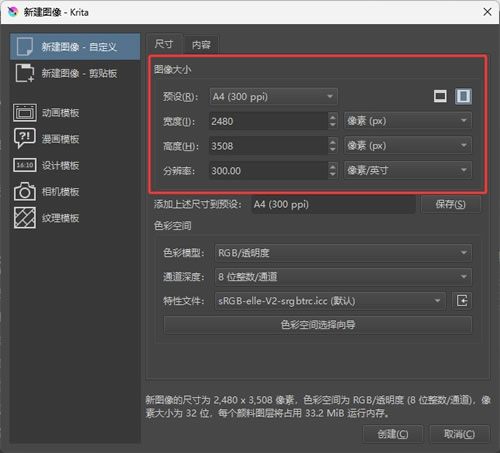 新建图像 - Krita
新建图像 - 自定义
新建图像 - 剪贴板
动画模板
漫画模板
16:10 设计模板
相机模板
纹理模板
尺寸 内容
图像大小
预设(R): A4 (300 ppi)
宽度(I): 2480 像素 (px)
高度(H): 3508 像素 (px)
分辨率: 300.00 像素/英寸
添加上述尺寸到预设: A4 (300 ppi) 保存(S)
色彩空间
色彩模型: RGB/透明度
通道深度: 8 位整数/通道
特性文件: sRGB-elle-V2-srgbtrc.icc (默认)
色彩空间选择向导
新图像的尺寸为 2,480 x 3,508 像素，色彩空间为 RGB/透明度 (8 位整数/通道)，像
素大小为 32 位，每个颜料图层将占用 33.2 MiB 运行内存。
创建(C) 取消(C)